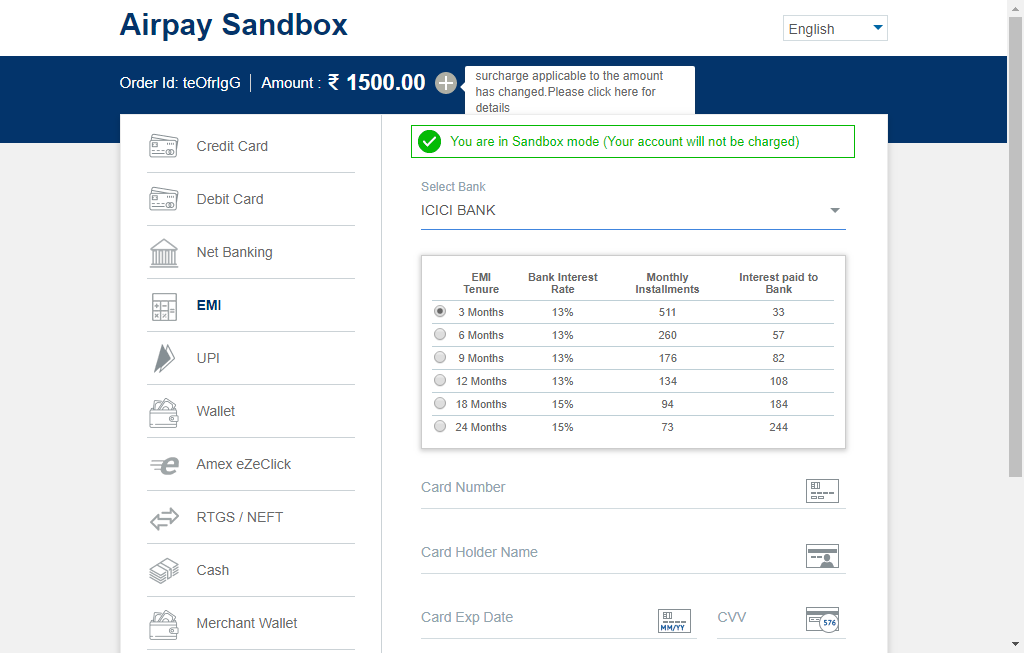 Airpay Sandbox
English
Order Id: teOfrIgG | Amount : ₹ 1500.00
surcharge applicable to the amount
has changed.Please click here for
details
Credit Card
Debit Card
Net Banking
EMI
UPI
Wallet
Amex eZeClick
RTGS / NEFT
Cash
Merchant Wallet
You are in Sandbox mode (Your account will not be charged)
Select Bank
ICICI BANK
EMI Tenure Bank Interest Rate Monthly Installments Interest paid to Bank
3 Months 13% 511 33
6 Months 13% 260 57
9 Months 13% 176 82
12 Months 13% 134 108
18 Months 15% 94 184
24 Months 15% 73 244
Card Number
Card Holder Name
Card Exp Date MM/YY CVV 576